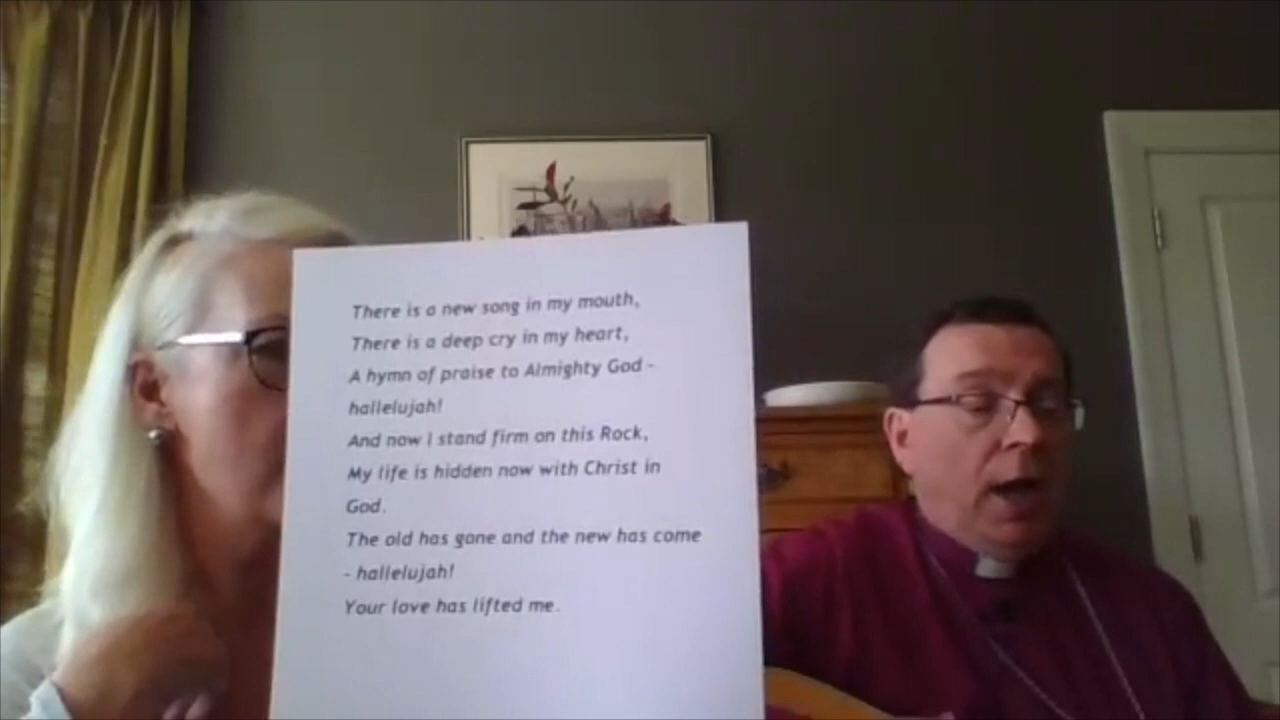 There is a new song in my mouth,
There is a deep cry in my heart,
A hymn of praise to Almighty God -
hallelujah!
And now I stand firm on this Rock,
My life is hidden now with Christ in
God.
The old has gone and the new has come
- hallelujah!
Your love has lifted me.